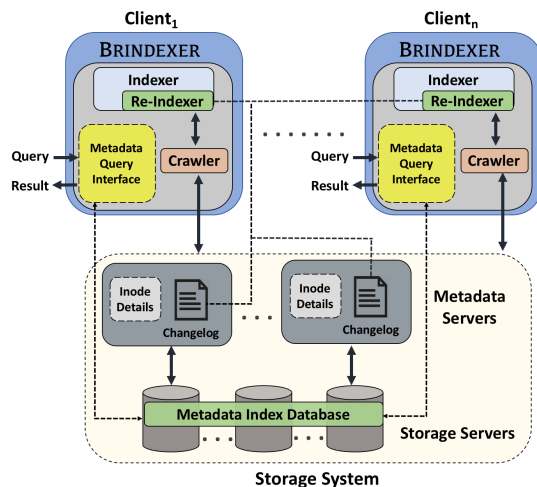 Client1
Clientn
BRINDEXER
BRINDEXER
Indexer
Re-Indexer
Indexer
Re-Indexer
Query
Result
Metadata
Query
Interface
Crawler
Query
Result
Metadata
Query
Interface
Crawler
Inode
Details
Changelog
Inode
Details
Changelog
Metadata
Servers
Metadata Index Database
Storage Servers
Storage System